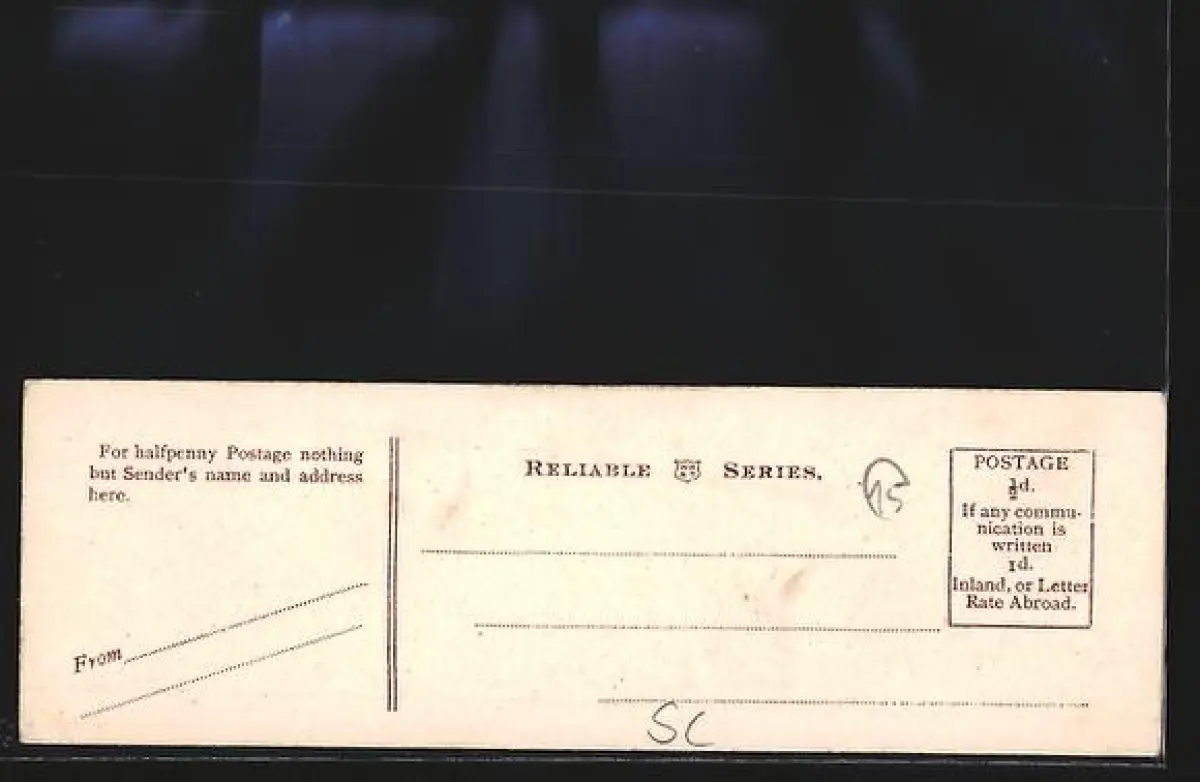 For halfpenny Postage nothing
but Sender's name and address
here.
From
RELIABLE SERIES.
POSTAGE
½d.
If any commu-
nication is
written
1d.
Inland, or Letter
Rate Abroad.
SC